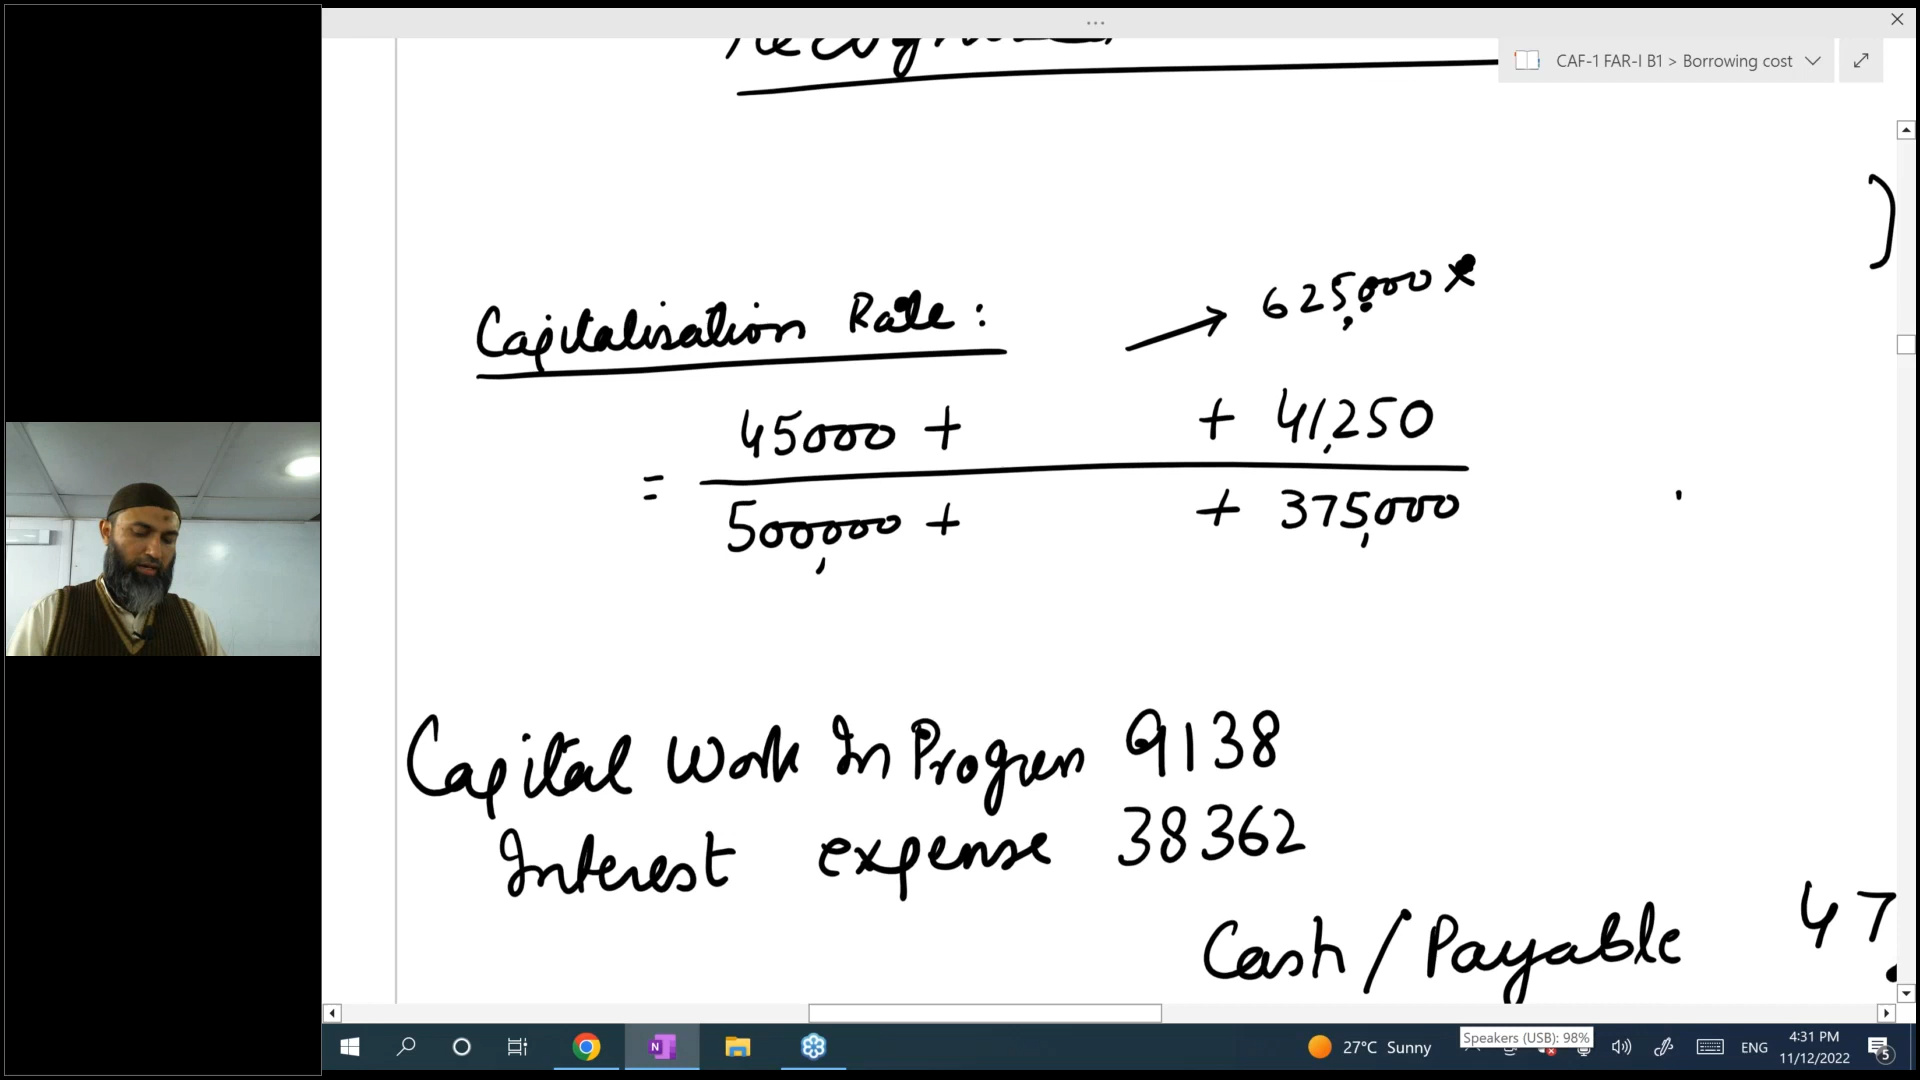 CAF-1 FAR-I B1 > Borrowing cost
)
Capitalisation Rate :
→ 625,000 x
45000 + + 41,250
=
500,000 + + 375,000
Capital Work In Progress 9138
Interest expense 38362
Cash / Payable 47,
27°C Sunny
Speakers (USB): 98%
ENG
4:31 PM
11/12/2022
5